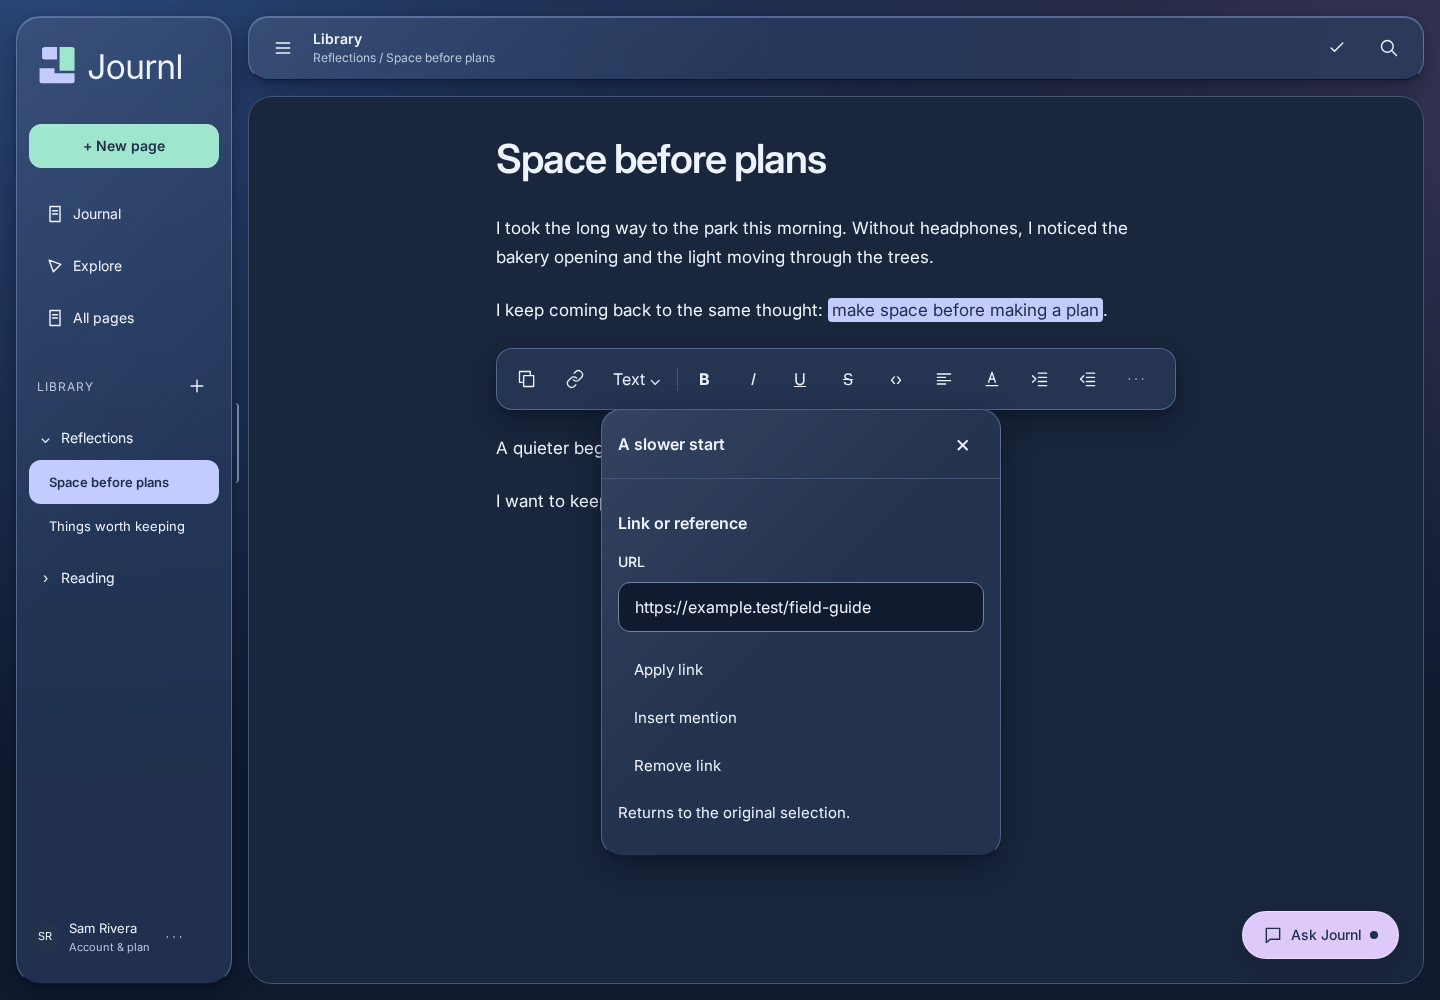 Journl
+ New page
Journal
Explore
All pages
LIBRARY
Reflections
Space before plans
Things worth keeping
Reading
SR
Sam Rivera
Account & plan
...
Library
Reflections / Space before plans
Space before plans
I took the long way to the park this morning. Without headphones, I noticed the
bakery opening and the light moving through the trees.
I keep coming back to the same thought: make space before making a plan.
Text B I U S A ...
A quieter
I want to
A slower start
Link or reference
URL
https://example.test/field-guide
Apply link
Insert mention
Remove link
Returns to the original selection.
Ask Journl